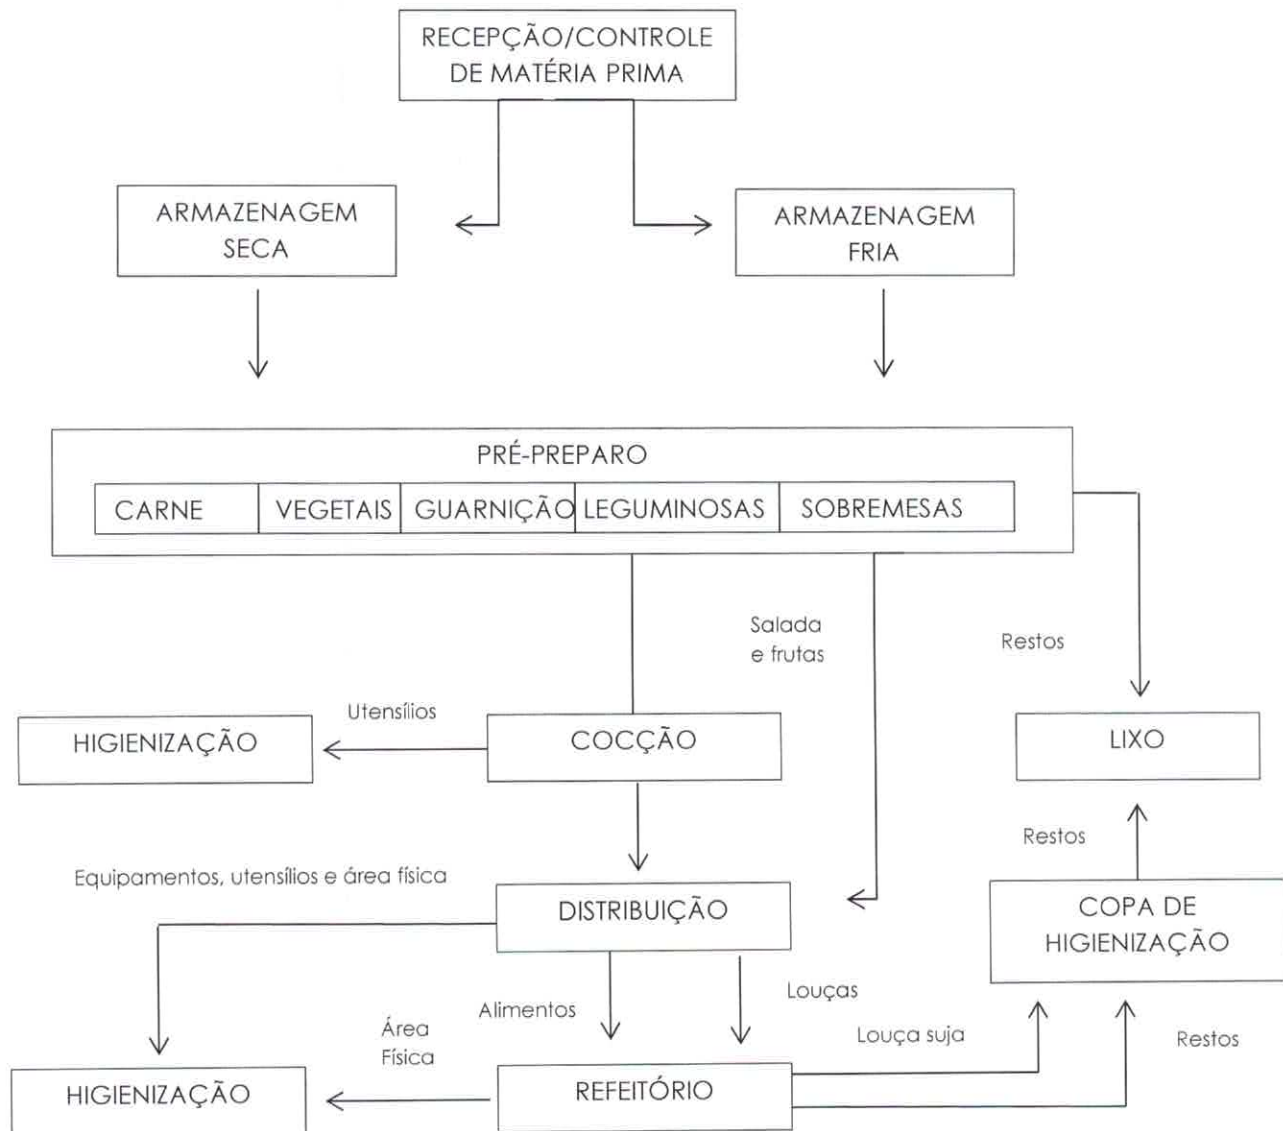 RECEPÇÃO/CONTROLE
DE MATÉRIA PRIMA
ARMAZENAGEM
SECA
ARMAZENAGEM
FRIA
PRÉ-PREPARO
CARNE
VEGETAIS
GUARNIÇÃO
LEGUMINOSAS
SOBREMESAS
Salada
e frutas
Restos
Utensílios
HIGIENIZAÇÃO
COCÇÃO
LIXO
Restos
Equipamentos, utensílios e área física
DISTRIBUIÇÃO
COPA DE
HIGIENIZAÇÃO
Alimentos
Louças
Área
Física
Louça suja
Restos
HIGIENIZAÇÃO
REFEITÓRIO